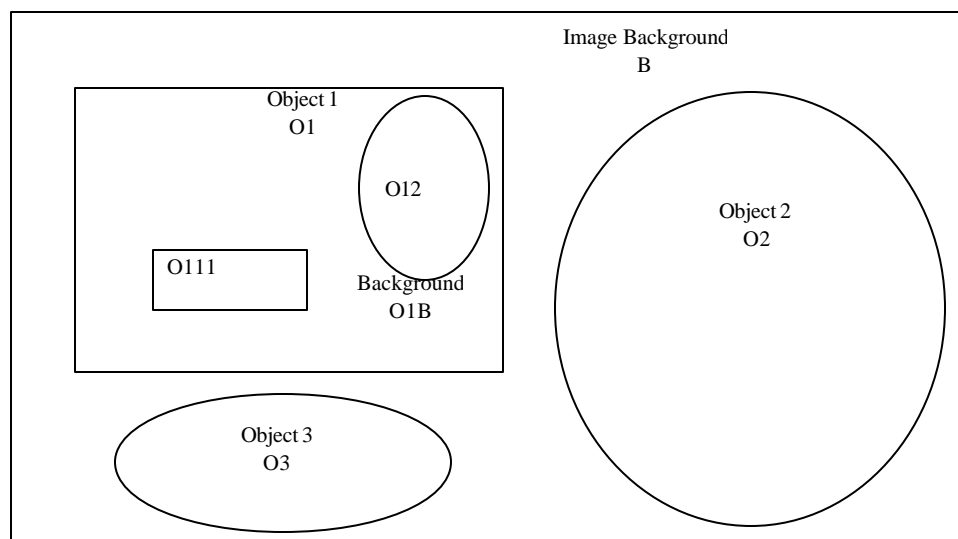 Image Background
B
Object 1
O1
O12
Object 2
O2
O111
Background
O1B
Object 3
O3